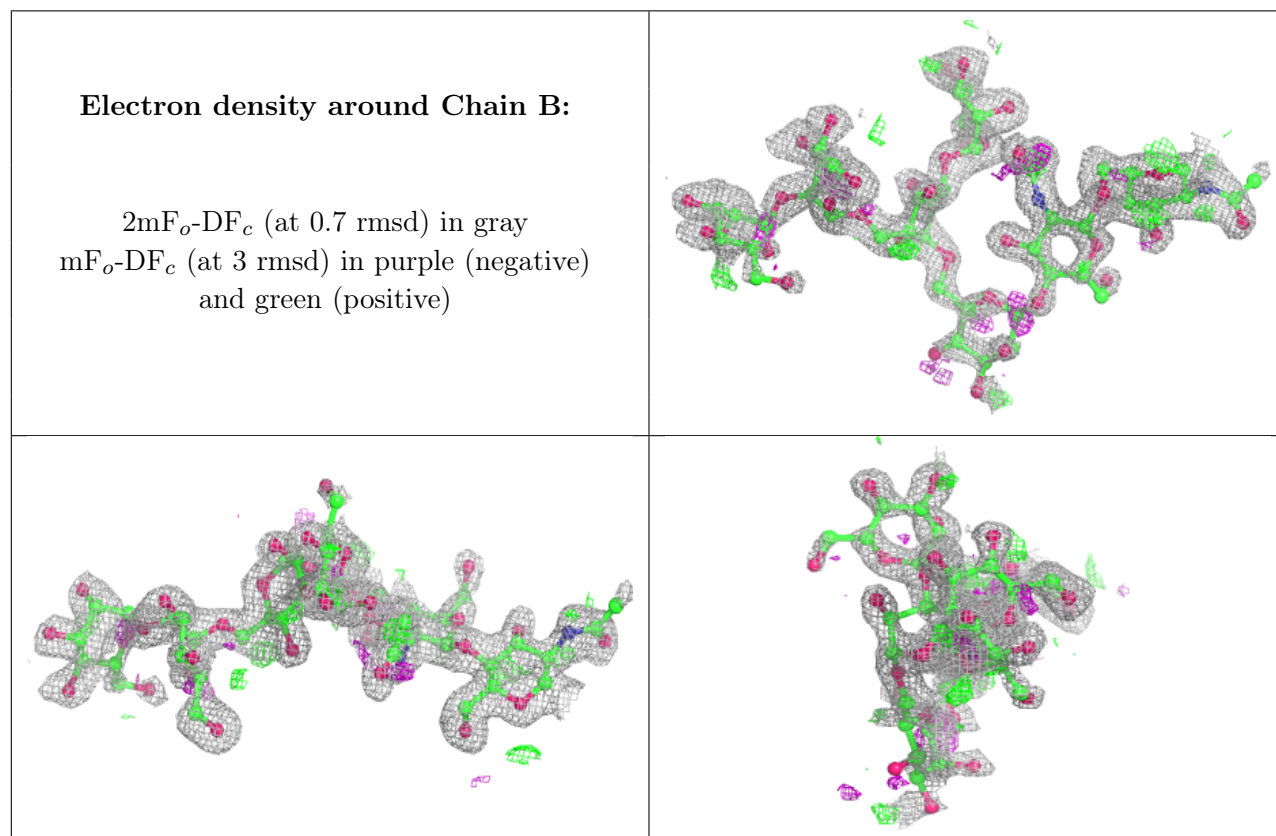 Electron density around Chain B:
2mFₒ-DF𝒸 (at 0.7 rmsd) in gray
mFₒ-DF𝒸 (at 3 rmsd) in purple (negative)
and green (positive)